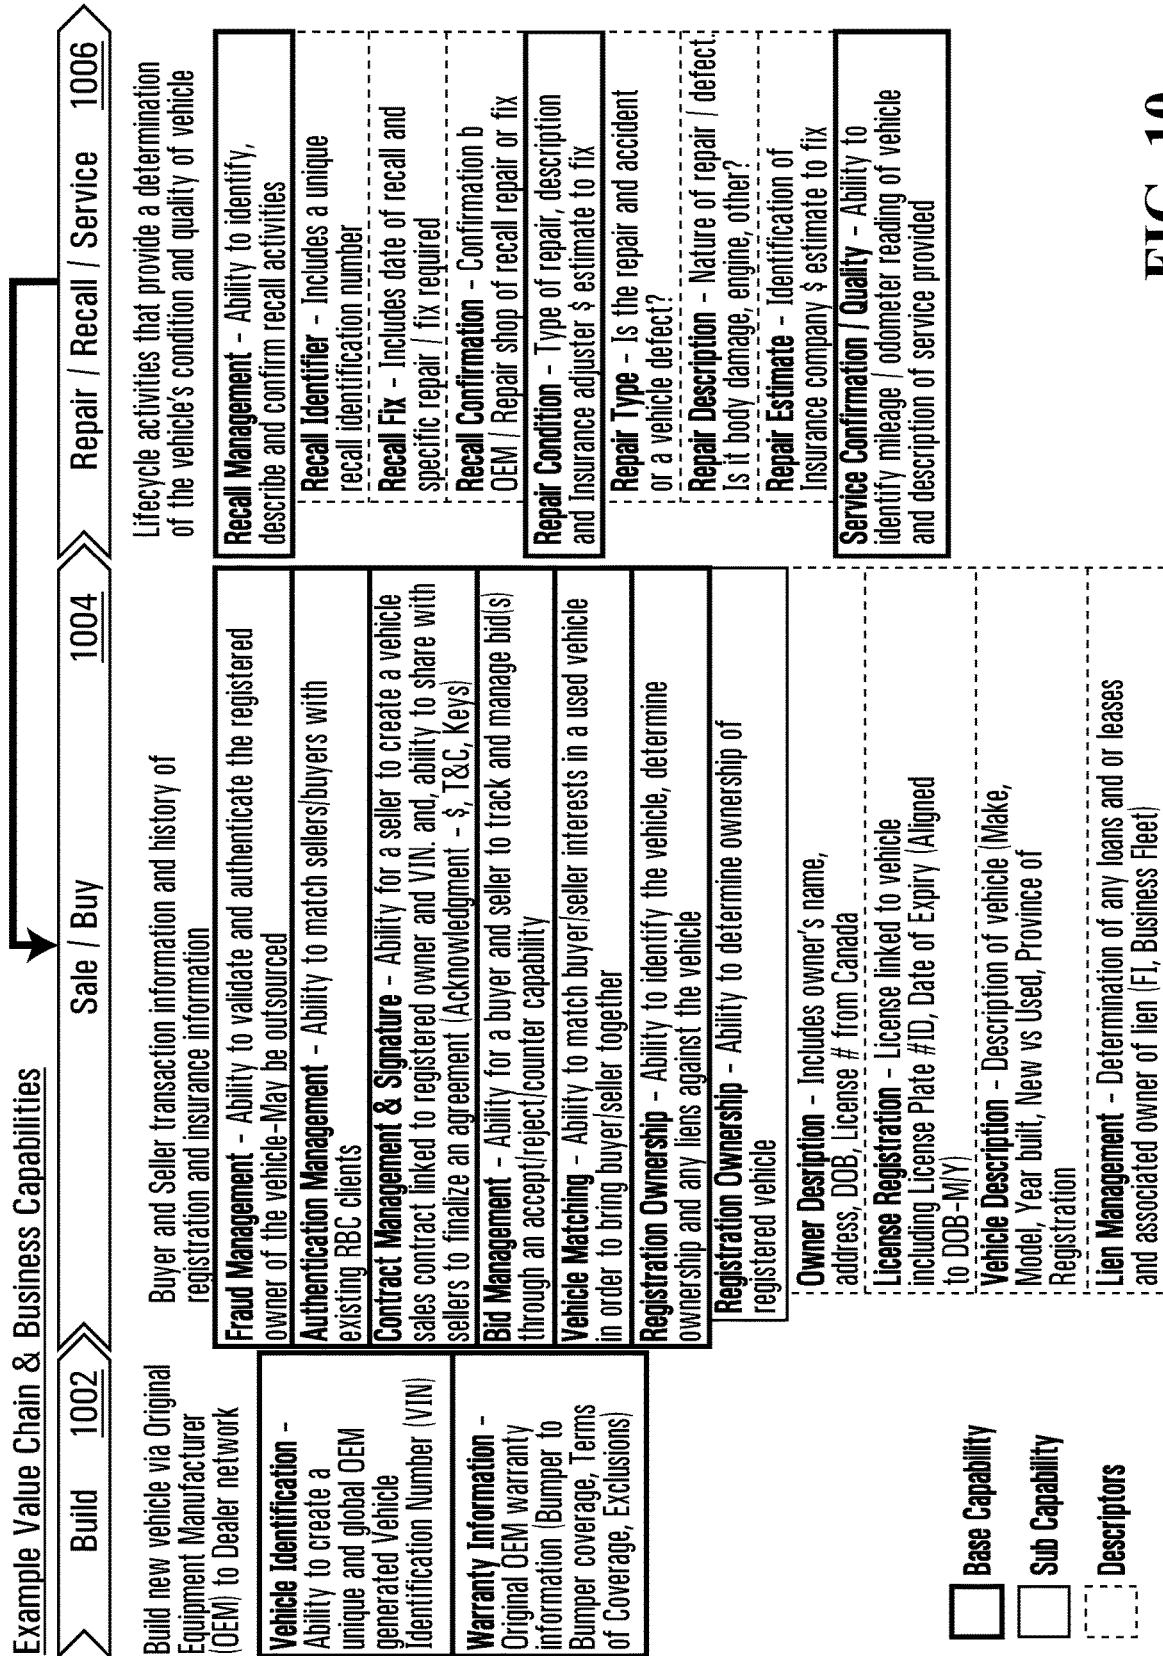 Example Value Chain & Business Capabilities
Build 1002
Sale / Buy 1004
Repair / Recall / Service 1006
Build new vehicle via Original
Equipment Manufacturer
(OEM) to Dealer network
Vehicle Identification –
Ability to create a
unique and global OEM
generated Vehicle
Identification Number (VIN)
Warranty Information –
Original OEM warranty
information (Bumper to
Bumper coverage, Terms
of Coverage, Exclusions)
Buyer and Seller transaction information and history of
registration and insurance information
Fraud Management – Ability to validate and authenticate the registered
owner of the vehicle–May be outsourced
Authentication Management – Ability to match sellers/buyers with
existing RBC clients
Contract Management & Signature – Ability for a seller to create a vehicle
sales contract linked to registered owner and VIN. and, ability to share with
sellers to finalize an agreement (Acknowledgment – $, T&C, Keys)
Bid Management – Ability for a buyer and seller to track and manage bid(s)
through an accept/reject/counter capability
Vehicle Matching – Ability to match buyer/seller interests in a used vehicle
in order to bring buyer/seller together
Registration Ownership – Ability to identify the vehicle, determine
ownership and any liens against the vehicle
Registration Ownership – Ability to determine ownership of
registered vehicle
Owner Desription – Includes owner's name,
address, DOB, License # from Canada
License Registration – License linked to vehicle
including License Plate #ID, Date of Expiry (Aligned
to DOB–M/Y)
Vehicle Description – Description of vehicle (Make,
Model, Year built, New vs Used, Province of
Registration
Lien Management – Determination of any loans and or leases
and associated owner of lien (FI, Business Fleet)
Lifecycle activities that provide a determination
of the vehicle's condition and quality of vehicle
Recall Management – Ability to identify,
describe and confirm recall activities
Recall Identifier – Includes a unique
recall identification number
Recall Fix – Includes date of recall and
specific repair / fix required
Recall Confirmation – Confirmation b
OEM / Repair shop of recall repair or fix
Repair Condition – Type of repair, description
and Insurance adjuster $ estimate to fix
Repair Type – Is the repair and accident
or a vehicle defect?
Repair Description – Nature of repair / defect.
Is it body damage, engine, other?
Repair Estimate – Identification of
Insurance company $ estimate to fix
Service Confirmation / Quality – Ability to
identify mileage / odometer reading of vehicle
and description of service provided
Base Capability
Sub Capability
Descriptors